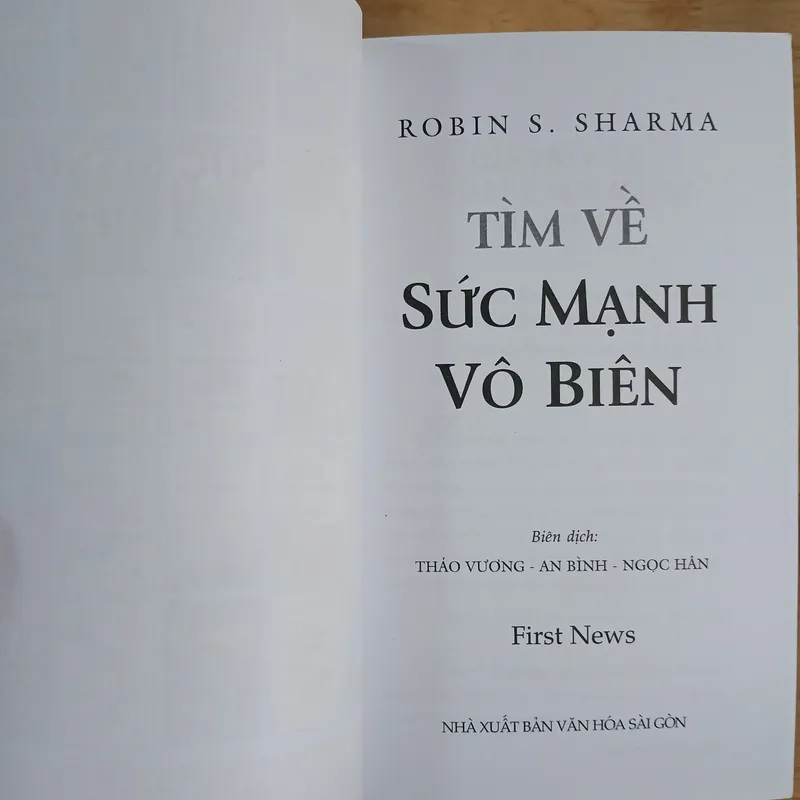 ROBIN S. SHARMA
TÌM VỀ
SỨC MẠNH
VÔ BIÊN
Biên dịch:
THẢO VƯƠNG - AN BÌNH - NGỌC HÂN
First News
NHÀ XUẤT BẢN VĂN HÓA SÀI GÒN